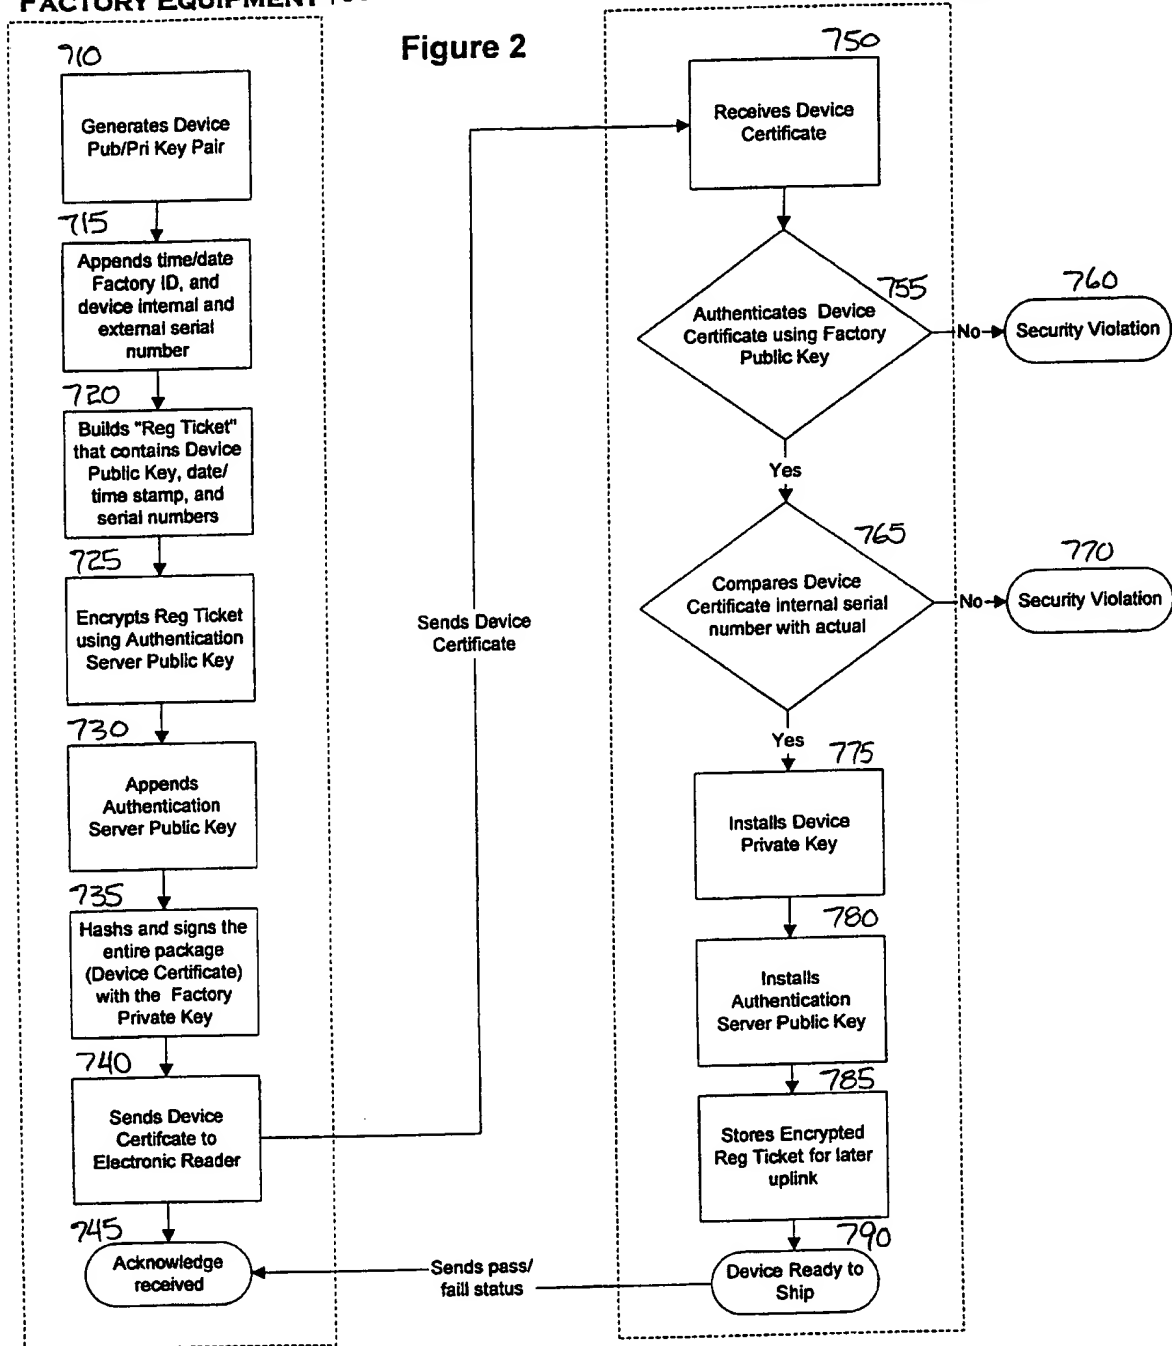 FACTORY EQUIPMENT
Figure 2
710
Generates Device
Pub/Pri Key Pair
715
Appends time/date
Factory ID, and
device internal and
external serial
number
720
Builds "Reg Ticket"
that contains Device
Public Key, date/
time stamp, and
serial numbers
725
Encrypts Reg Ticket
using Authentication
Server Public Key
730
Appends
Authentication
Server Public Key
735
Hashs and signs the
entire package
(Device Certificate)
with the Factory
Private Key
740
Sends Device
Certifcate to
Electronic Reader
745
Acknowledge
received
Sends Device
Certificate
Sends pass/
faill status
750
Receives Device
Certificate
755
Authenticates Device
Certificate using Factory
Public Key
No
760
Security Violation
Yes
765
Compares Device
Certificate internal serial
number with actual
No
770
Security Violation
Yes
775
Installs Device
Private Key
780
Installs
Authentication
Server Public Key
785
Stores Encrypted
Reg Ticket for later
uplink
790
Device Ready to
Ship